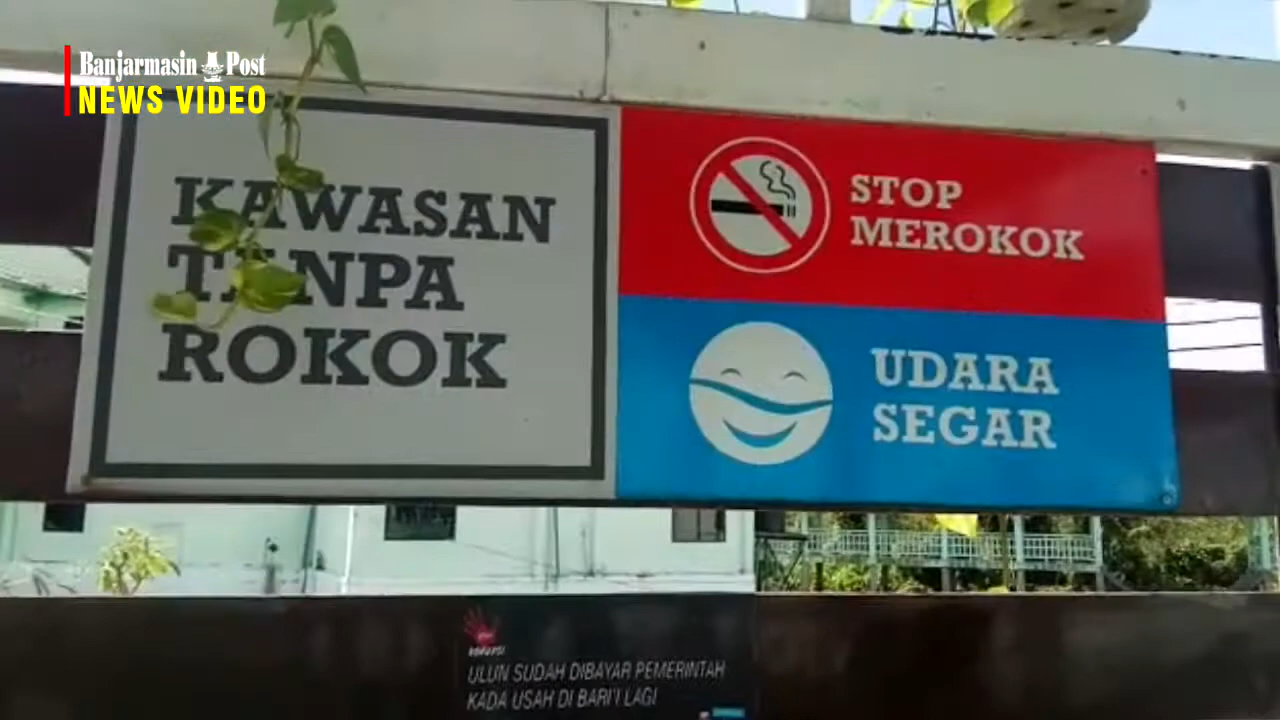 Banjarmasin Post
NEWS VIDEO
KAWASAN
TANPA
ROKOK
STOP
MEROKOK
UDARA
SEGAR
KORUPSI
ULUN SUDAH DIBAYAR PEMERINTAH
KADA USAH DI BARI'I LAGI